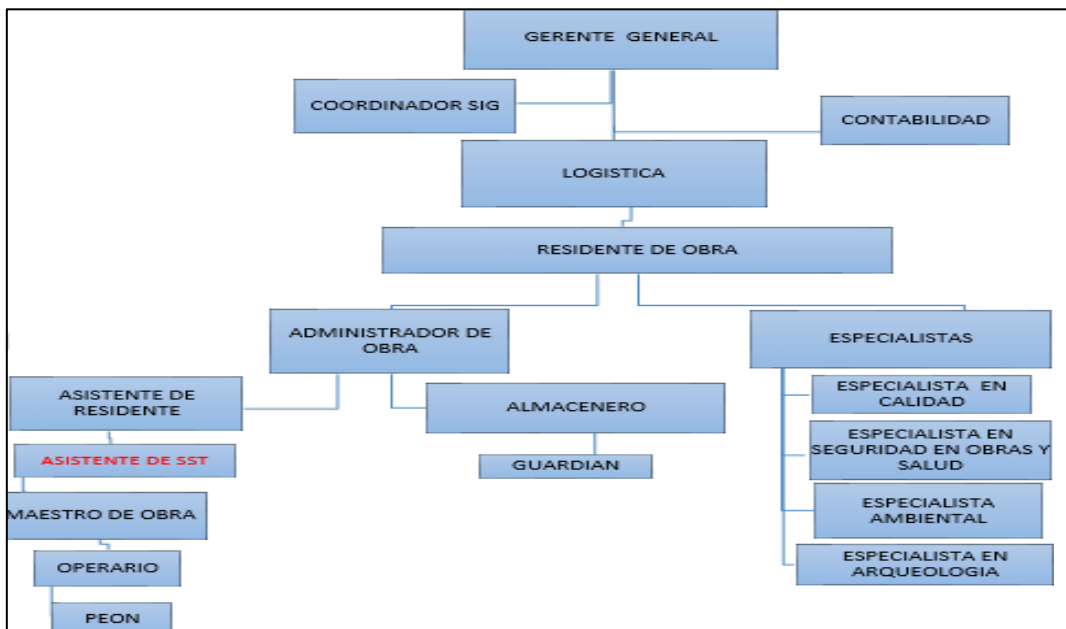 GERENTE GENERAL
COORDINADOR SIG
CONTABILIDAD
LOGISTICA
RESIDENTE DE OBRA
ADMINISTRADOR DE
OBRA
ESPECIALISTAS
ASISTENTE DE
RESIDENTE
ALMACENERO
ESPECIALISTA EN
CALIDAD
ASISTENTE DE SST
GUARDIAN
ESPECIALISTA EN
SEGURIDAD EN OBRAS Y
SALUD
MAESTRO DE OBRA
ESPECIALISTA
AMBIENTAL
OPERARIO
ESPECIALISTA EN
ARQUEOLOGIA
PEON